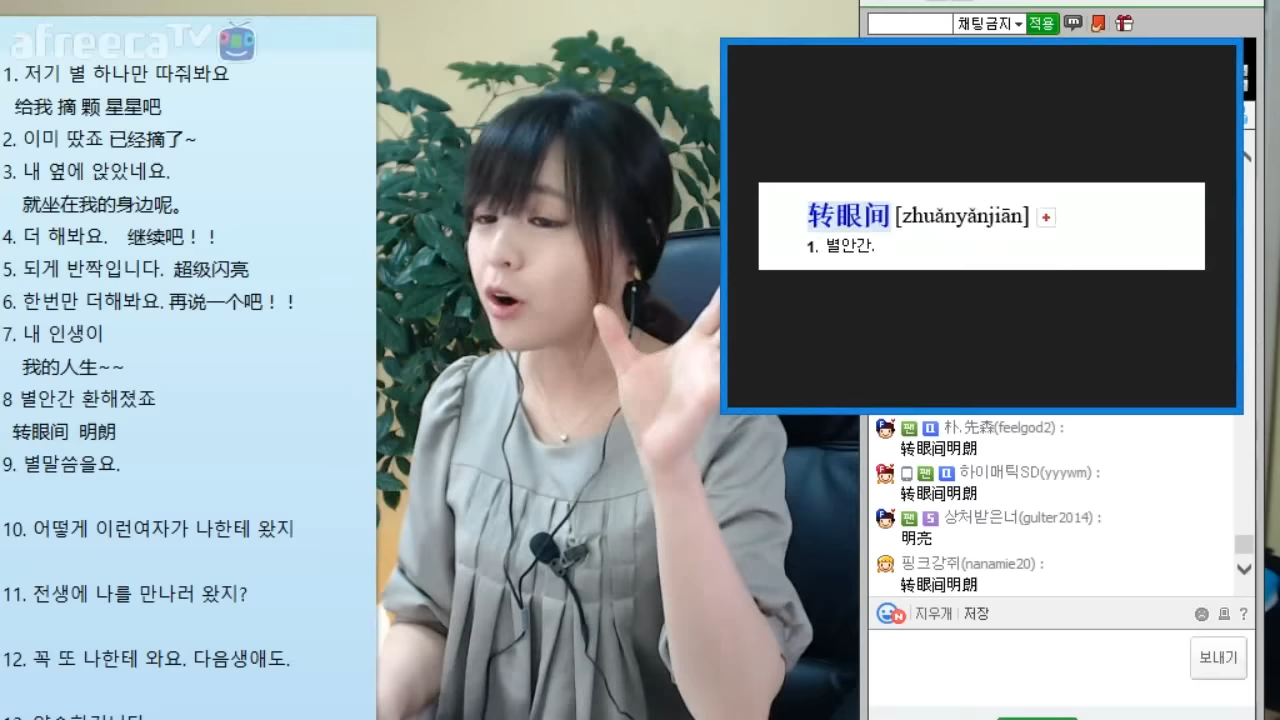 afreecaTV
1. 저기 별 하나만 따줘봐요
给我 摘 颗 星星吧
2. 이미 땄죠 已经摘了~
3. 내 옆에 앉았네요.
就坐在我的身边呢。
4. 더 해봐요. 继续吧！！
5. 되게 반짝입니다. 超级闪亮
6. 한번만 더해봐요. 再说一个吧！！
7. 내 인생이
我的人生~~
8 별안간 환해졌죠
转眼间 明朗
9. 별말씀을요.
10. 어떻게 이런여자가 나한테 왔지
11. 전생에 나를 만나러 왔지?
12. 꼭 또 나한테 와요. 다음생애도.
채팅금지 적용
转眼间 [zhuǎnyǎnjiān]
1. 별안간.
팬 朴.先森(feelgod2) :
转眼间明朗
팬 하이매틱SD(yyywm) :
转眼间明朗
팬 S 상처받은너(gulter2014) :
明亮
핑크강쥐(nanamie20) :
转眼间明朗
N 지우개 저장 ?
보내기